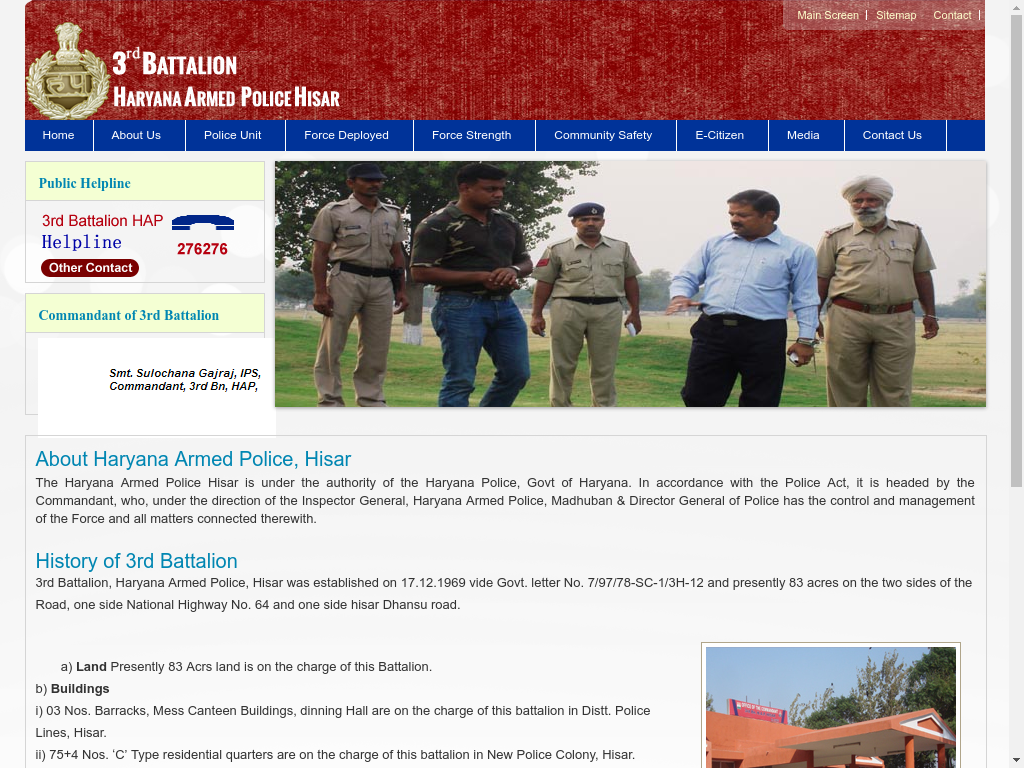 Main Screen | Sitemap Contact |
3rd BATTALION
HARYANA ARMED POLICE HISAR
Home About Us Police Unit Force Deployed Force Strength Community Safety E-Citizen Media Contact Us
Public Helpline
3rd Battalion HAP
Helpline
276276
Other Contact
Commandant of 3rd Battalion
Smt. Sulochana Gajraj, IPS,
Commandant, 3rd Bn, HAP,
About Haryana Armed Police, Hisar
The Haryana Armed Police Hisar is under the authority of the Haryana Police, Govt of Haryana. In accordance with the Police Act, it is headed by the
Commandant, who, under the direction of the Inspector General, Haryana Armed Police, Madhuban & Director General of Police has the control and management
of the Force and all matters connected therewith.
History of 3rd Battalion
3rd Battalion, Haryana Armed Police, Hisar was established on 17.12.1969 vide Govt. letter No. 7/97/78-SC-1/3H-12 and presently 83 acres on the two sides of the
Road, one side National Highway No. 64 and one side hisar Dhansu road.
a) Land Presently 83 Acrs land is on the charge of this Battalion.
b) Buildings
i) 03 Nos. Barracks, Mess Canteen Buildings, dinning Hall are on the charge of this battalion in Distt. Police
Lines, Hisar.
ii) 75+4 Nos. ‘C’ Type residential quarters are on the charge of this battalion in New Police Colony, Hisar.